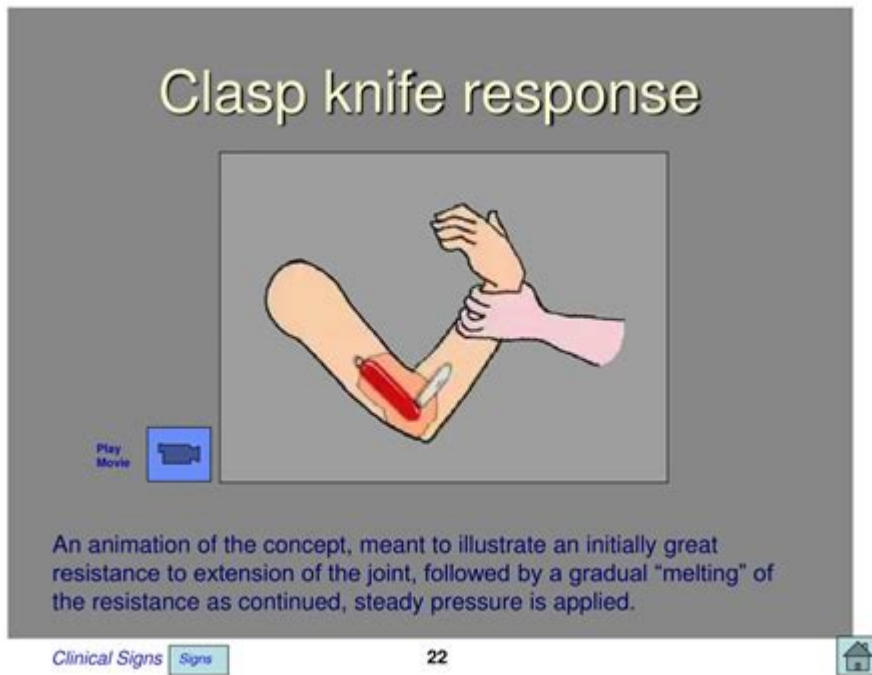 Clasp knife response
Play
Movie
An animation of the concept, meant to illustrate an initially great
resistance to extension of the joint, followed by a gradual “melting” of
the resistance as continued, steady pressure is applied.
Clinical Signs Signs 22